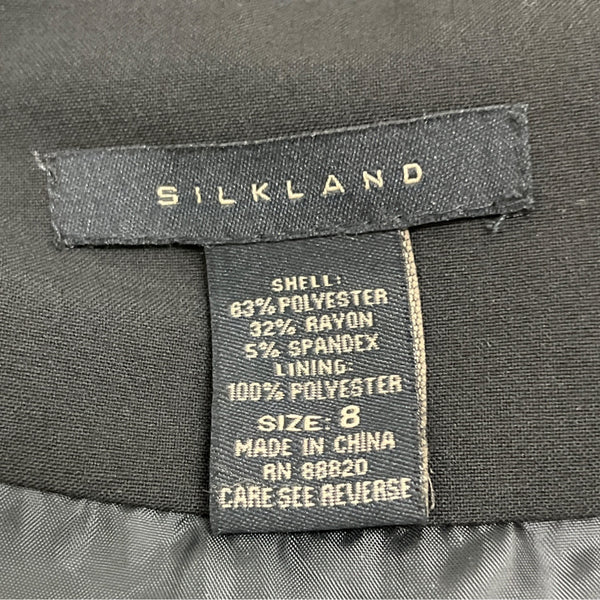 SILKLAND
SHELL:
63% POLYESTER
32% RAYON
5% SPANDEX
LINING:
100% POLYESTER
SIZE: 8
MADE IN CHINA
RN 88820
CARE SEE REVERSE